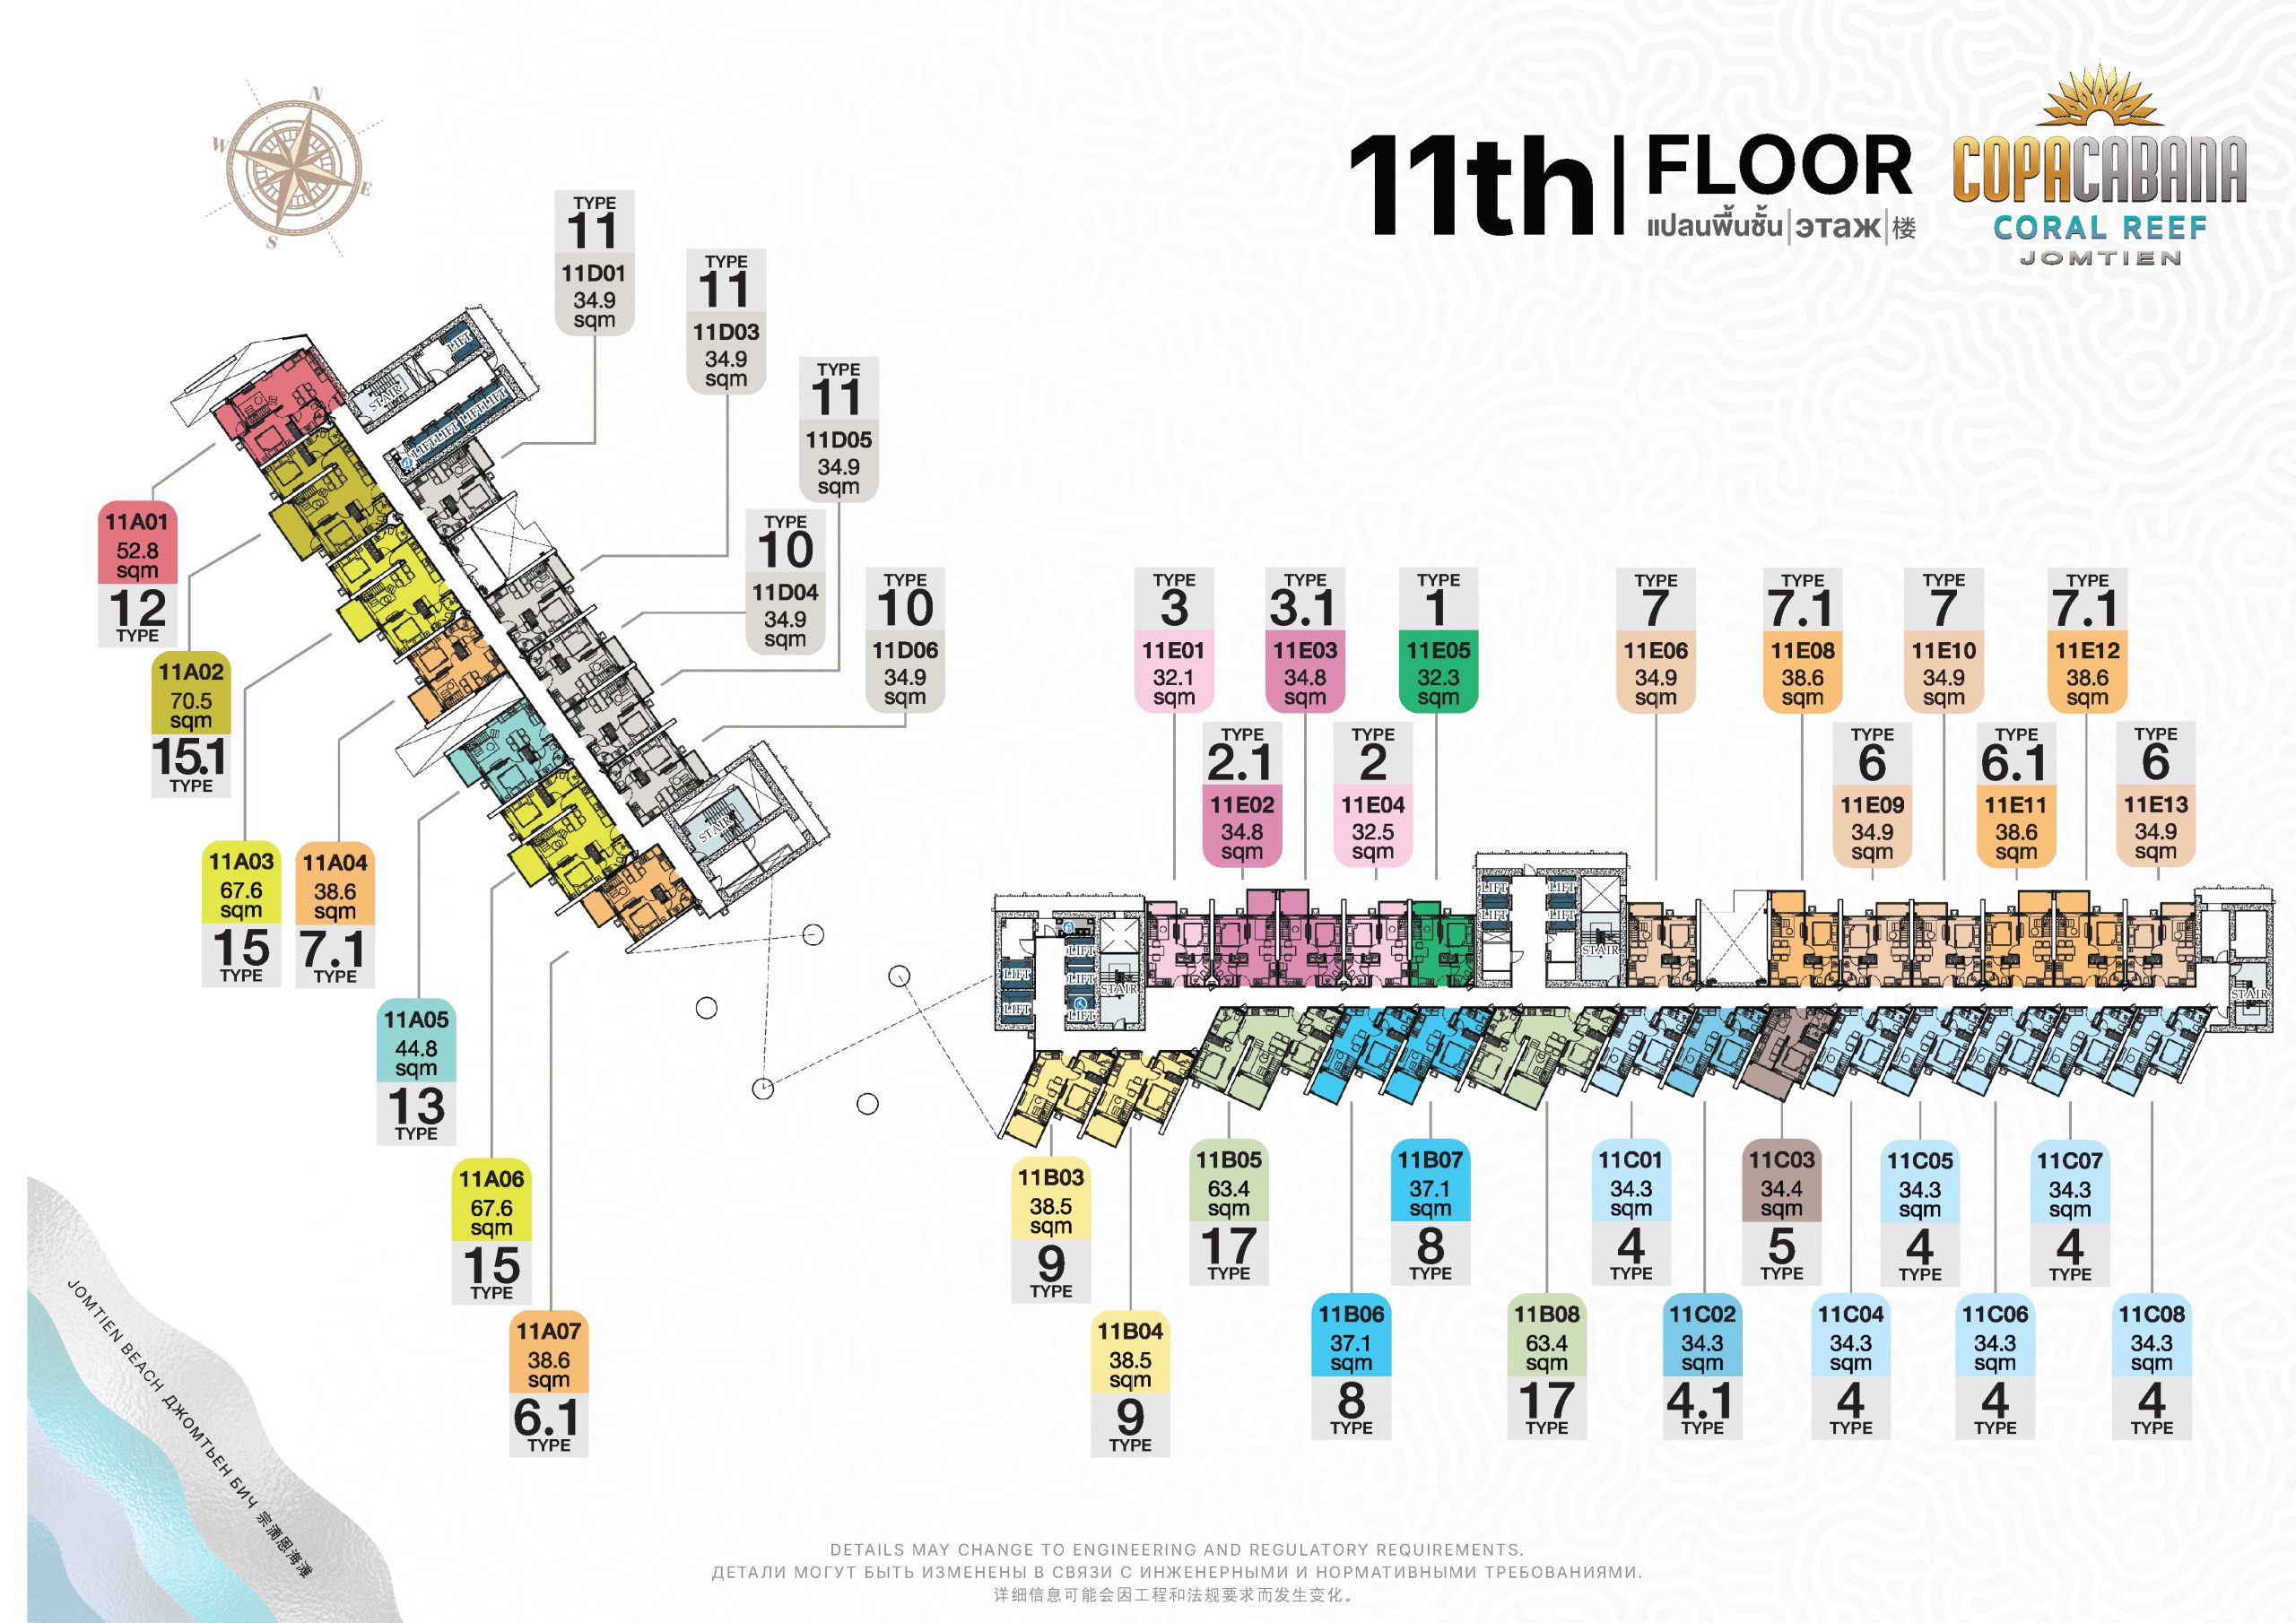 N
W
E
S
11th
FLOOR
แปลนพื้นชั้น|этаж|楼
COPACABANA
CORAL REEF
JOMTIEN
TYPE
11
11D01
34.9
sqm
TYPE
11
11D03
34.9
sqm
TYPE
11
11D05
34.9
sqm
TYPE
10
11D04
34.9
sqm
TYPE
10
11D06
34.9
sqm
LIFT
STAIR
LIFT
LIFT
LIFT
LIFT
STAIR
11A01
52.8
sqm
12
TYPE
11A02
70.5
sqm
15.1
TYPE
11A03
67.6
sqm
15
TYPE
11A04
38.6
sqm
7.1
TYPE
11A05
44.8
sqm
13
TYPE
11A06
67.6
sqm
15
TYPE
11A07
38.6
sqm
6.1
TYPE
TYPE
3
11E01
32.1
sqm
TYPE
2.1
11E02
34.8
sqm
TYPE
3.1
11E03
34.8
sqm
TYPE
2
11E04
32.5
sqm
TYPE
1
11E05
32.3
sqm
TYPE
7
11E06
34.9
sqm
TYPE
7.1
11E08
38.6
sqm
TYPE
6
11E09
34.9
sqm
TYPE
7
11E10
34.9
sqm
TYPE
6.1
11E11
38.6
sqm
TYPE
7.1
11E12
38.6
sqm
TYPE
6
11E13
34.9
sqm
LIFT
LIFT
LIFT
LIFT
LIFT
STAIR
LIFT
LIFT
LIFT
LIFT
STAIR
STAIR
11B03
38.5
sqm
9
TYPE
11B04
38.5
sqm
9
TYPE
11B05
63.4
sqm
17
TYPE
11B06
37.1
sqm
8
TYPE
11B07
37.1
sqm
8
TYPE
11B08
63.4
sqm
17
TYPE
11C01
34.3
sqm
4
TYPE
11C02
34.3
sqm
4.1
TYPE
11C03
34.4
sqm
5
TYPE
11C04
34.3
sqm
4
TYPE
11C05
34.3
sqm
4
TYPE
11C06
34.3
sqm
4
TYPE
11C07
34.3
sqm
4
TYPE
11C08
34.3
sqm
4
TYPE
JOMTIEN BEACH ДЖОМТЬЕН БИЧ 宗滴恩海滩
DETAILS MAY CHANGE TO ENGINEERING AND REGULATORY REQUIREMENTS.
ДЕТАЛИ МОГУТ БЫТЬ ИЗМЕНЕНЫ В СВЯЗИ С ИНЖЕНЕРНЫМИ И НОРМАТИВНЫМИ ТРЕБОВАНИЯМИ.
详细信息可能会因工程和法规要求而发生变化。